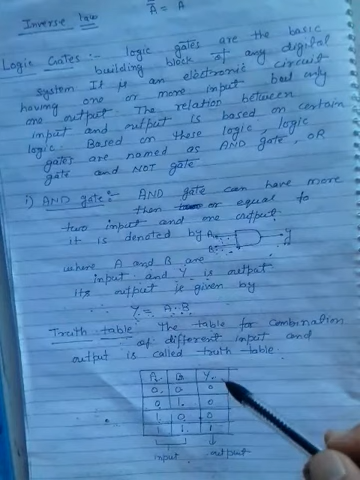 A̿ = A
Inverse law
Logic Gates :- logic gates are the basic
building block of any digital
system. It is an electronic circuit
having one or more input but only
one output. The relation between
input and output is based on certain
logic. Based on these logic, logic
gates are named as AND gate, OR
gate and NOT gate
i) AND gate:- AND gate can have more
then or equal to
two input and one output.
it is denoted by A B Y
where A and B are
input and Y is output
its output is given by
∴ Y = A.B
Truth table The table for combination
of different input and
output is called truth table.
A B Y
0 0 0
0 1 0
1 0 0
1 1 1
input output